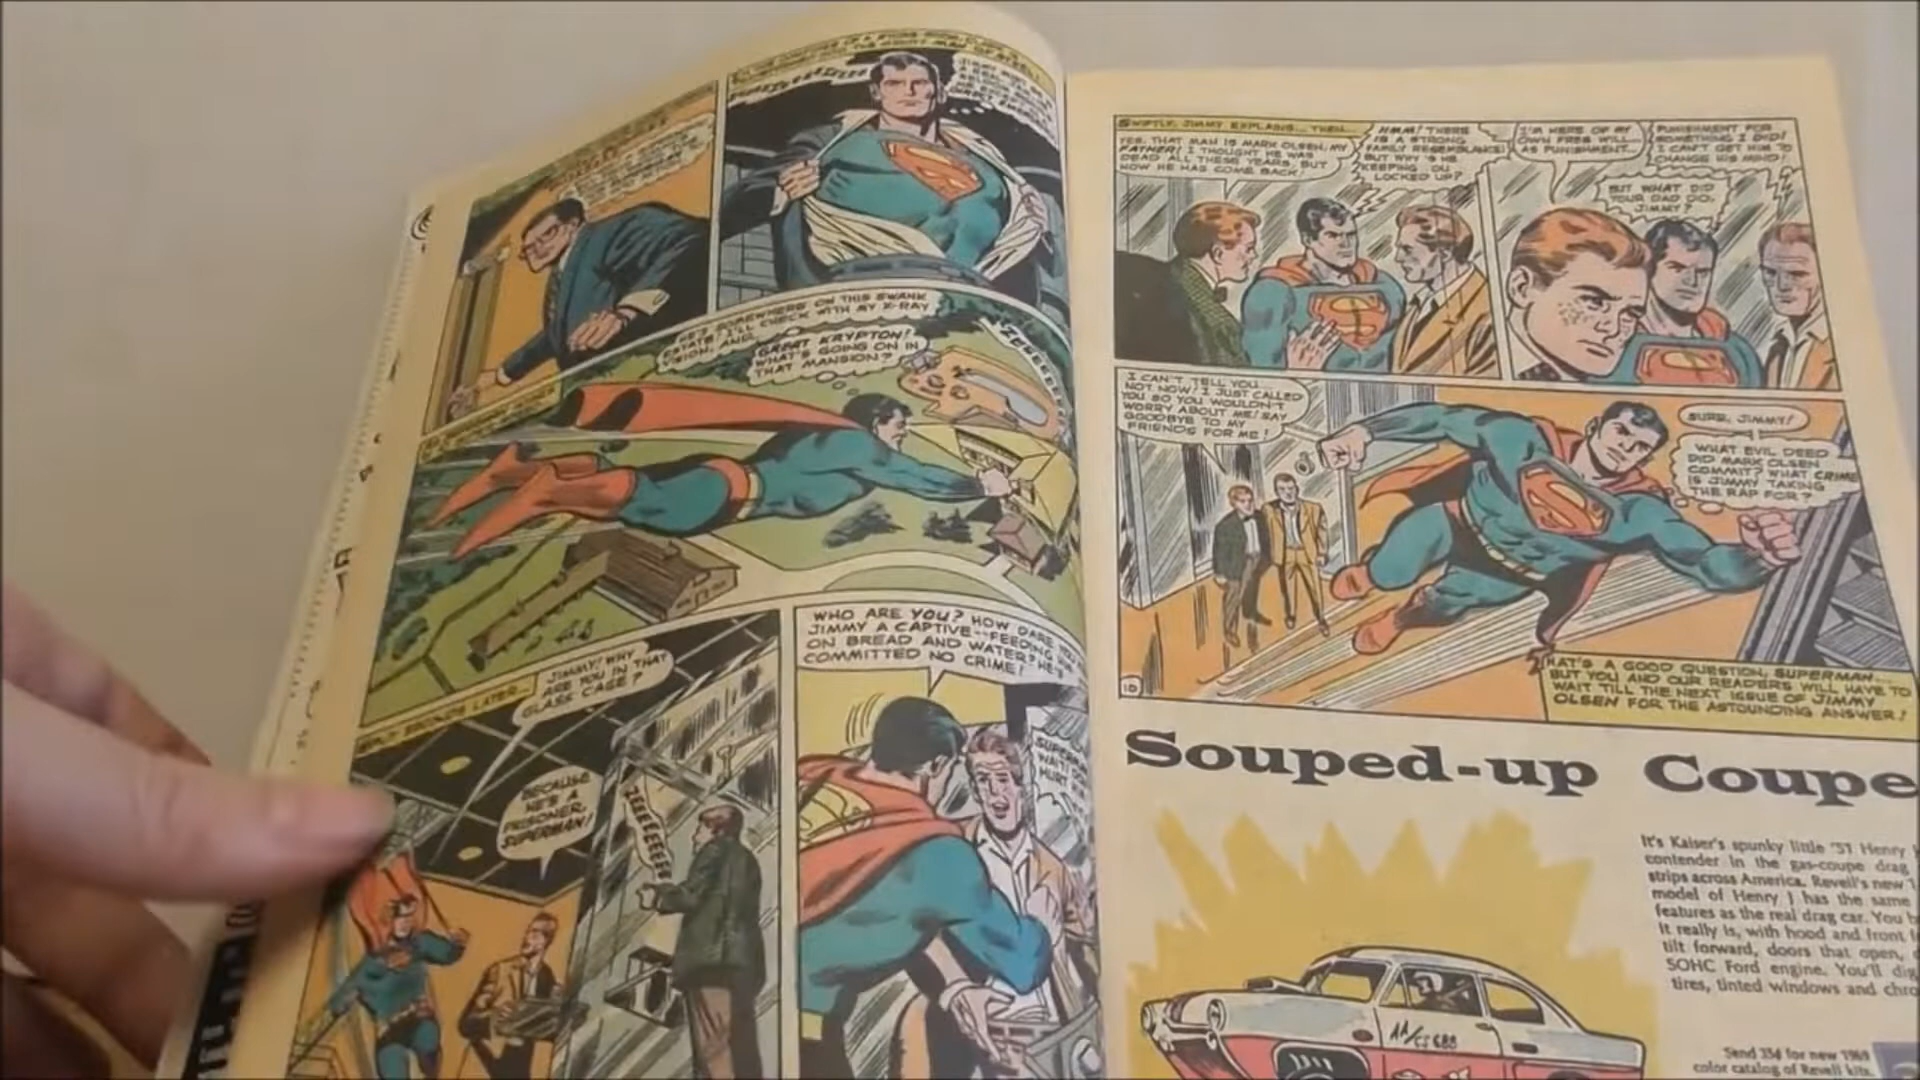 HE'S SOMEWHERE ON THIS SWANK
ESTATE! I'LL CHECK WITH MY X-RAY
VISION, AND...
GREAT KRYPTON!
WHAT'S GOING ON IN
THAT MANSION?
SPLIT SECONDS LATER...
JIMMY! WHY
ARE YOU IN THAT
GLASS CAGE?
BECAUSE
HE'S A
PRISONER,
SUPERMAN!
WHO ARE YOU? HOW DARE YOU
JIMMY A CAPTIVE--FEEDING HIM
ON BREAD AND WATER? HE'S
COMMITTED NO CRIME!
SWIFTLY, JIMMY EXPLAINS... THEN...
YES, THAT MAN IS MARK OLSEN, MY
FATHER! I THOUGHT HE WAS
DEAD ALL THESE YEARS, BUT
NOW HE HAS COME BACK!
HMM! THERE
IS A STRONG
FAMILY RESEMBLANCE!
BUT WHY'S HE
KEEPING YOU
LOCKED UP?
I'M HERE OF MY
OWN FREE WILL
AS PUNISHMENT...
PUNISHMENT FOR
SOMETHING I DID!
I CAN'T GET HIM TO
CHANGE HIS MIND!
BUT WHAT DID
YOUR DAD DO,
JIMMY?
I CAN'T TELL YOU
NOT NOW! I JUST CALLED
YOU SO YOU WOULDN'T
WORRY ABOUT ME! SAY
GOODBYE TO MY
FRIENDS FOR ME!
SURE, JIMMY!
WHAT EVIL DEED
DID MARK OLSEN
COMMIT? WHAT CRIME
IS JIMMY TAKING
THE RAP FOR?
10
THAT'S A GOOD QUESTION, SUPERMAN...
BUT YOU AND OUR READERS WILL HAVE TO
WAIT TILL THE NEXT ISSUE OF JIMMY
OLSEN FOR THE ASTOUNDING ANSWER!
Souped-up Coupe
It's Kaiser's spunky little '51 Henry
contender in the gas-coupe drag
strips across America. Revell's new
model of Henry J has the same
features as the real drag car. You
It really is, with hood and front
tilt forward, doors that open,
SOHC Ford engine. You'll
tires, tinted windows and
AA/CS 688
Send 35¢ for new 1969
color catalog of Revell kits.